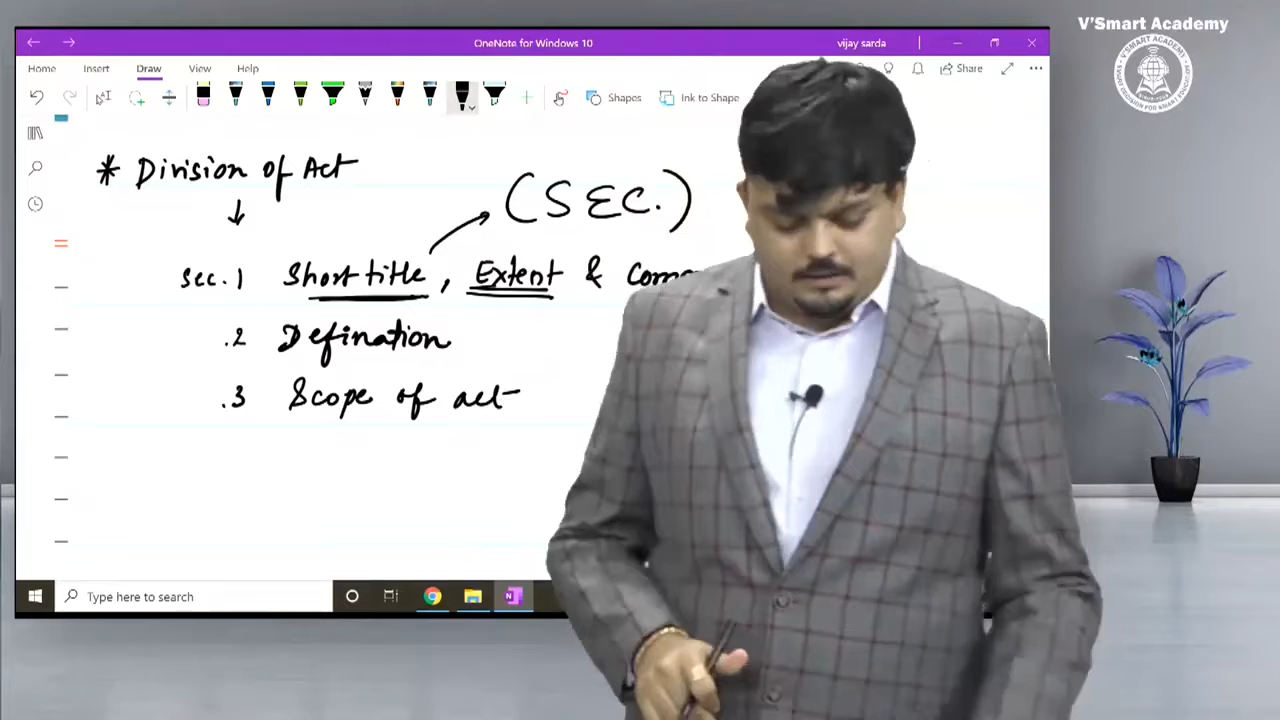 V'Smart Academy
OneNote for Windows 10
vijay sarda
Home Insert Draw View Help
Share
Shapes
Ink to Shape
* Division of Act
(SEC.)
Sec. 1 Short title, Extent &
.2 Defination
.3 Scope of act
Type here to search